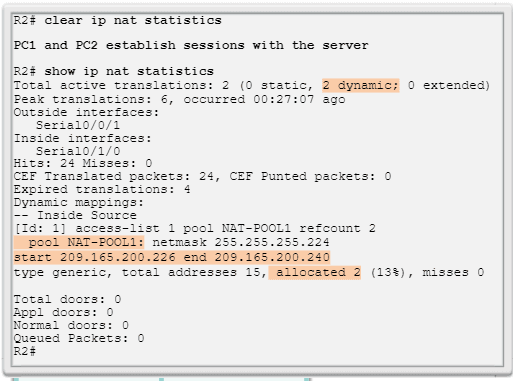 R2# clear ip nat statistics
PC1 and PC2 establish sessions with the server
R2# show ip nat statistics
Total active translations: 2 (0 static, 2 dynamic; 0 extended)
Peak translations: 6, occurred 00:27:07 ago
Outside interfaces:
Serial0/0/1
Inside interfaces:
Serial0/1/0
Hits: 24 Misses: 0
CEF Translated packets: 24, CEF Punted packets: 0
Expired translations: 4
Dynamic mappings:
-- Inside Source
[Id: 1] access-list 1 pool NAT-POOL1 refcount 2
pool NAT-POOL1: netmask 255.255.255.224
start 209.165.200.226 end 209.165.200.240
type generic, total addresses 15, allocated 2 (13%), misses 0
Total doors: 0
Appl doors: 0
Normal doors: 0
Queued Packets: 0
R2#